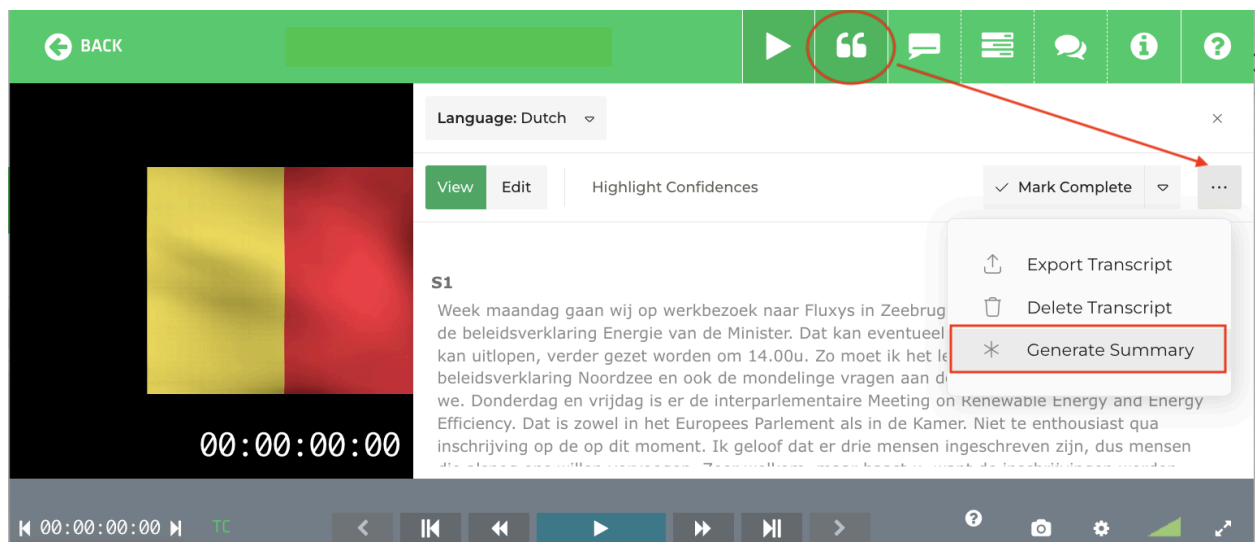 BACK
Language: Dutch
View Edit Highlight Confidences Mark Complete ...
Export Transcript
Delete Transcript
Generate Summary
S1
Week maandag gaan wij op werkbezoek naar Fluxys in Zeebrug
de beleidsverklaring Energie van de Minister. Dat kan eventueel
kan uitlopen, verder gezet worden om 14.00u. Zo moet ik het
beleidsverklaring Noordzee en ook de mondelinge vragen aan
we. Donderdag en vrijdag is er de interparlementaire Meeting on Renewable Energy and Energy
Efficiency. Dat is zowel in het Europees Parlement als in de Kamer. Niet te enthousiast qua
inschrijving op de op dit moment. Ik geloof dat er drie mensen ingeschreven zijn, dus mensen
00:00:00:00
00:00:00:00 TC